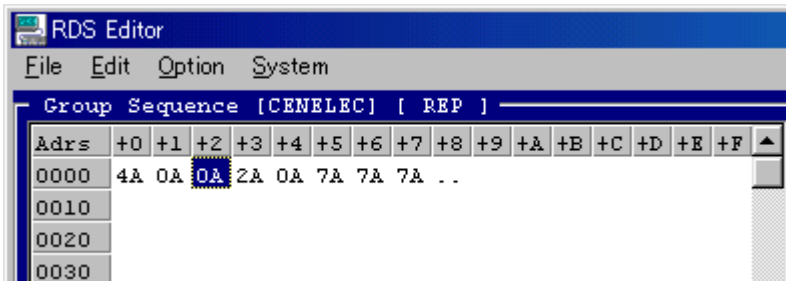 RDS Editor
File Edit Option System
Group Sequence [CENELEC] [ REP ]
Adrs +0 +1 +2 +3 +4 +5 +6 +7 +8 +9 +A +B +C +D +E +F
0000 4A 0A 0A 2A 0A 7A 7A 7A ..
0010
0020
0030